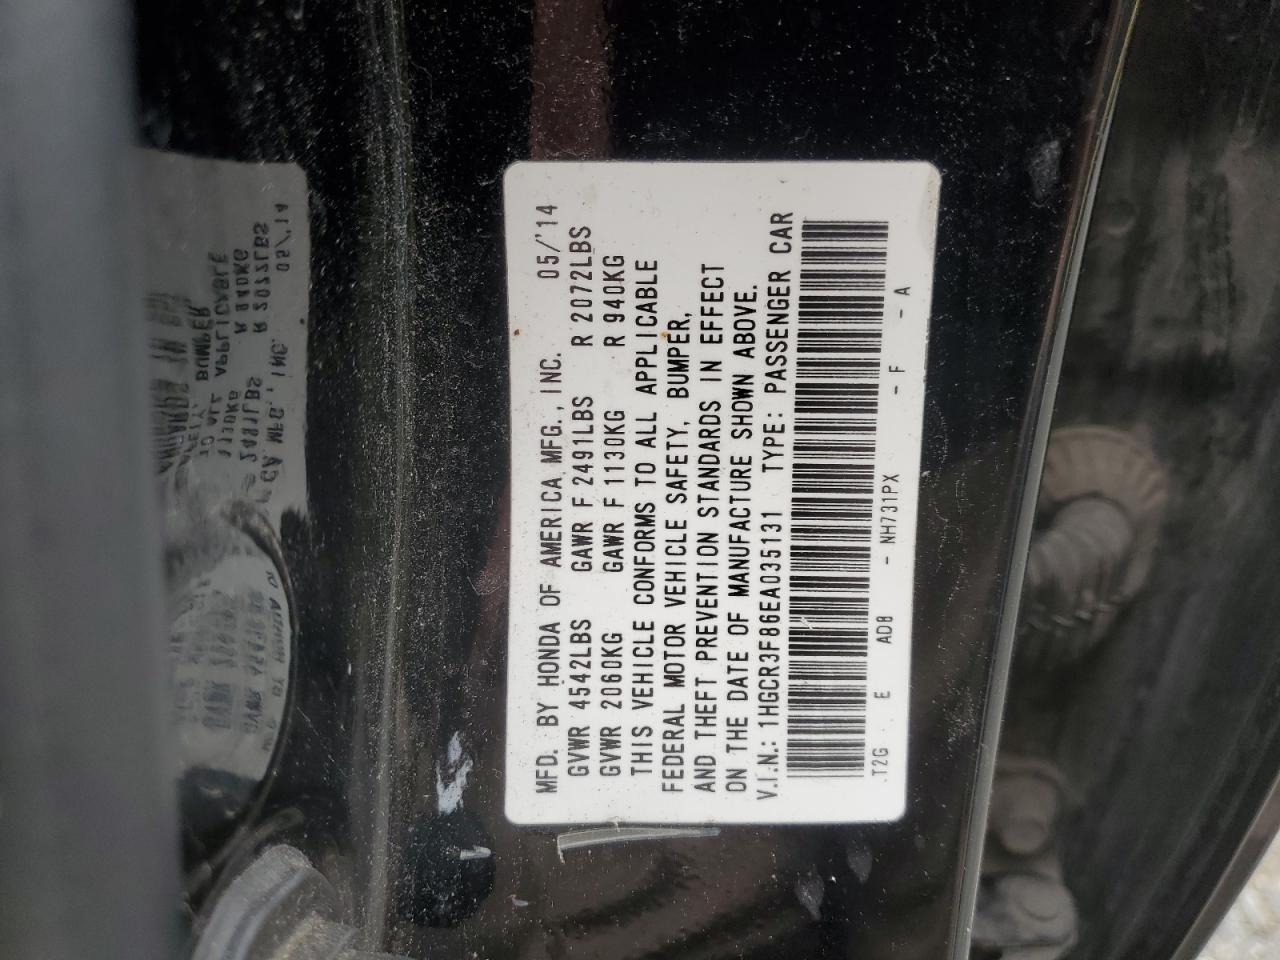 MFD. BY HONDA OF AMERICA MFG., INC. 05/'14
GVWR 4542LBS GAWR F 2491LBS R 2072LBS
GVWR 2060KG GAWR F 1130KG R 940KG
THIS VEHICLE CONFORMS TO ALL APPLICABLE
FEDERAL MOTOR VEHICLE SAFETY, BUMPER,
AND THEFT PREVENTION STANDARDS IN EFFECT
ON THE DATE OF MANUFACTURE SHOWN ABOVE.
V.I.N.: 1HGCR3F86EA035131 TYPE: PASSENGER CAR
T2G E AD8 - NH731PX - F - A